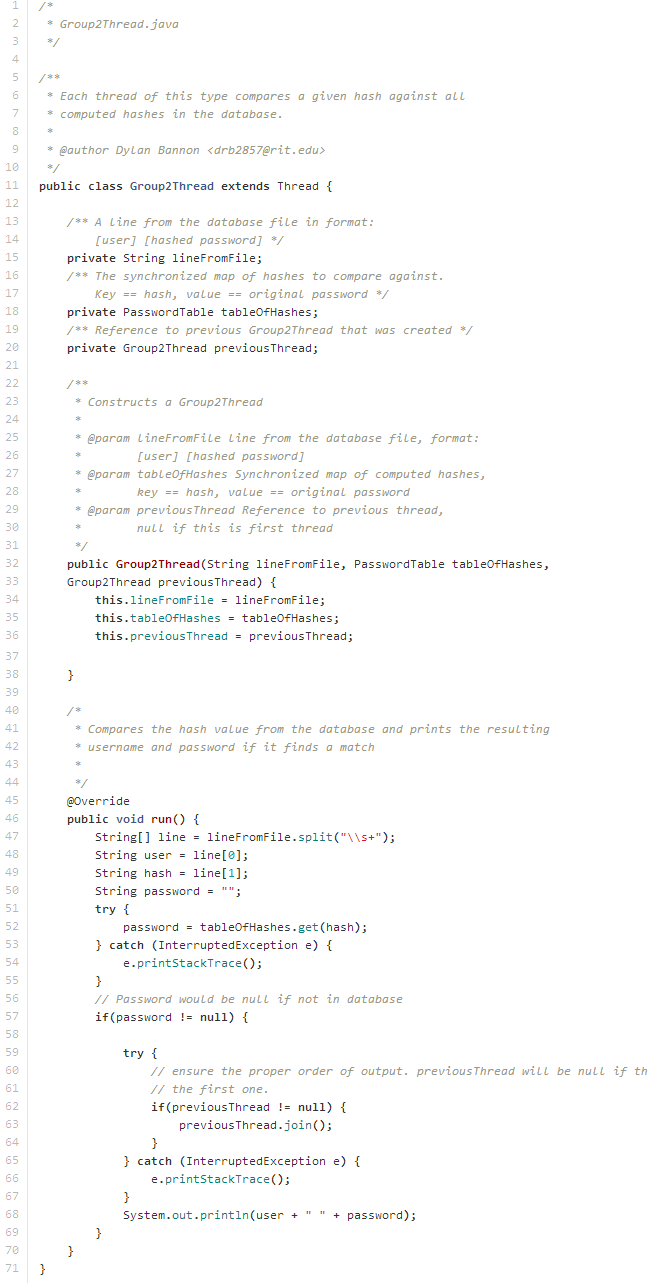 1 /*
2  * Group2Thread.java
3  */
4
5 /**
6  * Each thread of this type compares a given hash against all
7  * computed hashes in the database.
8  *
9  * @author Dylan Bannon <drb2857@rit.edu>
10  */
11 public class Group2Thread extends Thread {
12
13     /** A line from the database file in format:
14         [user] [hashed password] */
15     private String lineFromFile;
16     /** The synchronized map of hashes to compare against.
17         Key == hash, value == original password */
18     private PasswordTable tableOfHashes;
19     /** Reference to previous Group2Thread that was created */
20     private Group2Thread previousThread;
21
22     /**
23      * Constructs a Group2Thread
24      *
25      * @param lineFromFile line from the database file, format:
26      *        [user] [hashed password]
27      * @param tableOfHashes Synchronized map of computed hashes,
28      *        key == hash, value == original password
29      * @param previousThread Reference to previous thread,
30      *        null if this is first thread
31      */
32     public Group2Thread(String lineFromFile, PasswordTable tableOfHashes,
33     Group2Thread previousThread) {
34         this.lineFromFile = lineFromFile;
35         this.tableOfHashes = tableOfHashes;
36         this.previousThread = previousThread;
37
38     }
39
40     /*
41      * Compares the hash value from the database and prints the resulting
42      * username and password if it finds a match
43      *
44      */
45     @Override
46     public void run() {
47         String[] line = lineFromFile.split("\\s+");
48         String user = line[0];
49         String hash = line[1];
50         String password = "";
51         try {
52             password = tableOfHashes.get(hash);
53         } catch (InterruptedException e) {
54             e.printStackTrace();
55         }
56         // Password would be null if not in database
57         if(password != null) {
58
59             try {
60                 // ensure the proper order of output. previousThread will be null if th
61                 // the first one.
62                 if(previousThread != null) {
63                     previousThread.join();
64                 }
65             } catch (InterruptedException e) {
66                 e.printStackTrace();
67             }
68             System.out.println(user + " " + password);
69         }
70     }
71 }